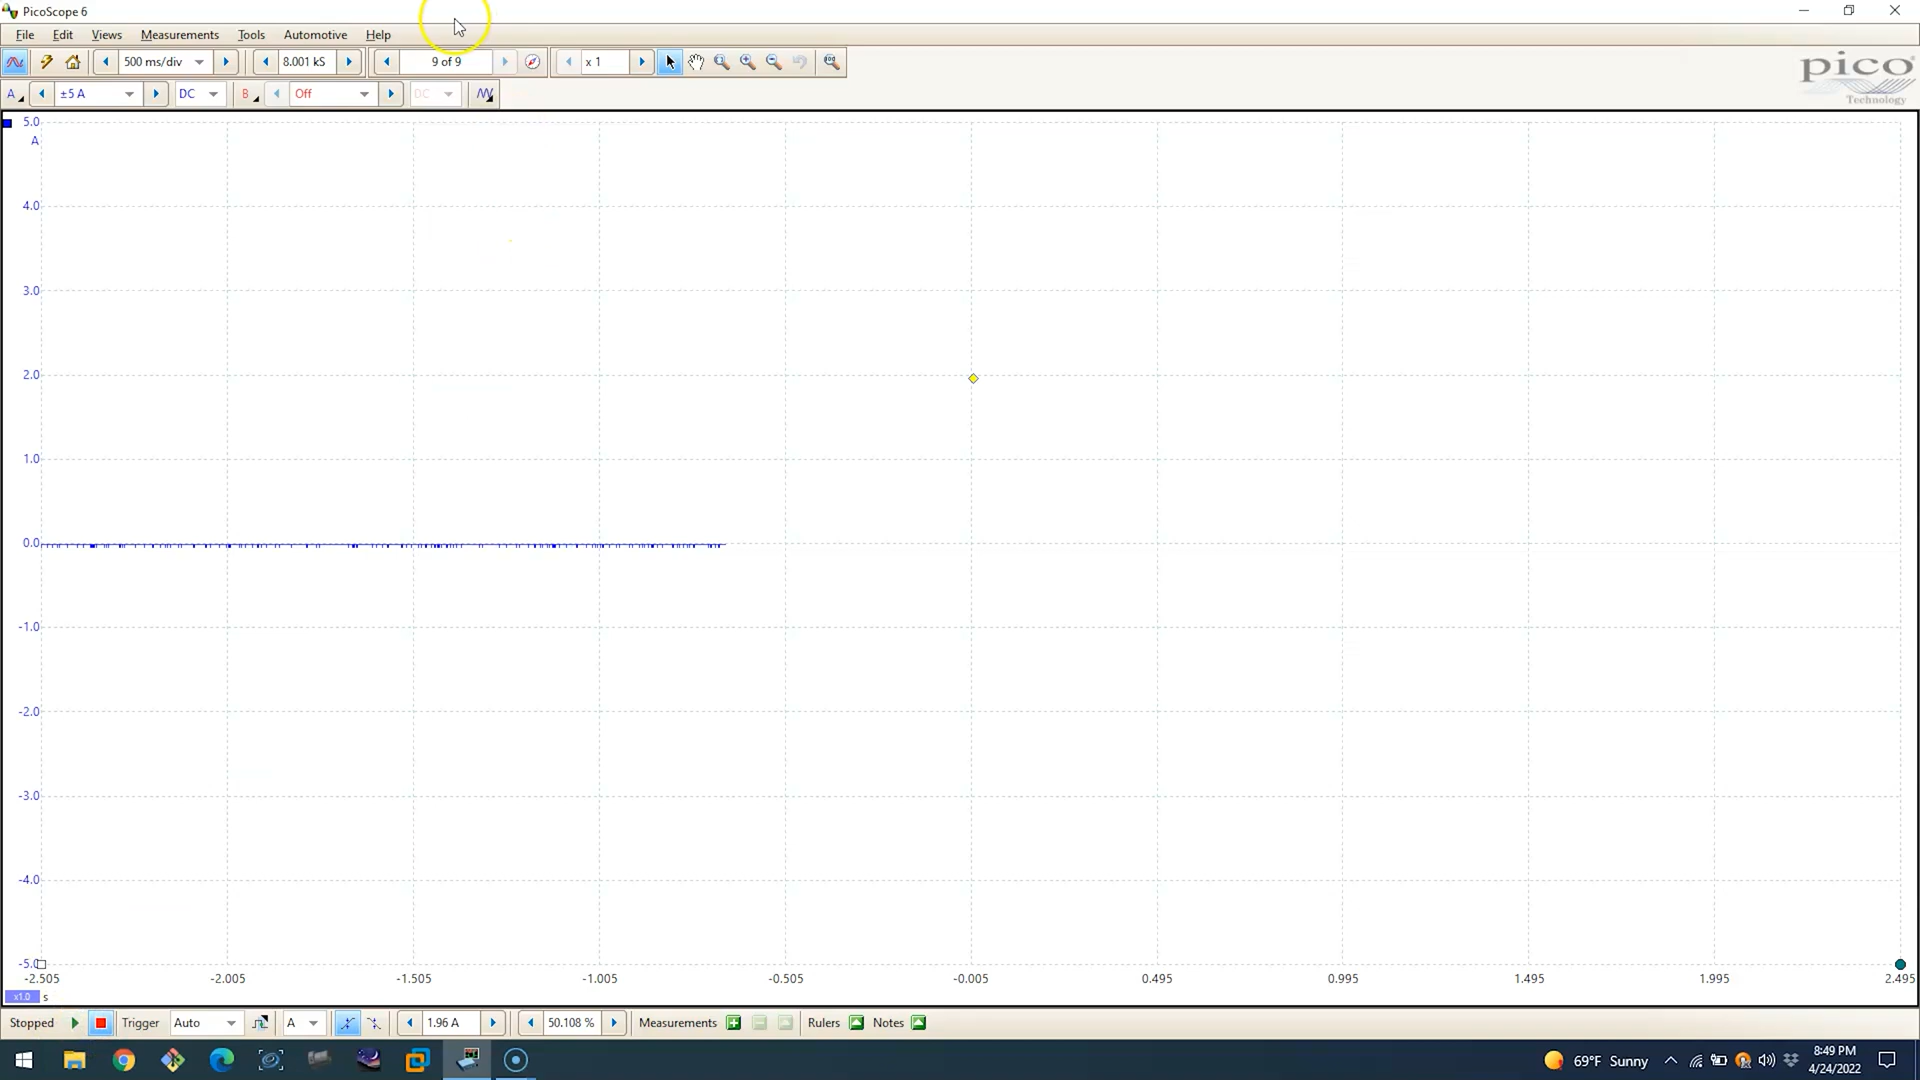 PicoScope 6
File Edit Views Measurements Tools Automotive Help
500 ms/div 8.001 kS 9 of 9 x 1
A ±5 A DC B Off DC
pico
Technology
5.0
A
4.0
3.0
2.0
1.0
0.0
-1.0
-2.0
-3.0
-4.0
-5.0
-2.505 -2.005 -1.505 -1.005 -0.505 -0.005 0.495 0.995 1.495 1.995 2.495
x1.0 s
Stopped Trigger Auto A 1.96 A 50.108 % Measurements Rulers Notes
69°F Sunny
8:49 PM
4/24/2022